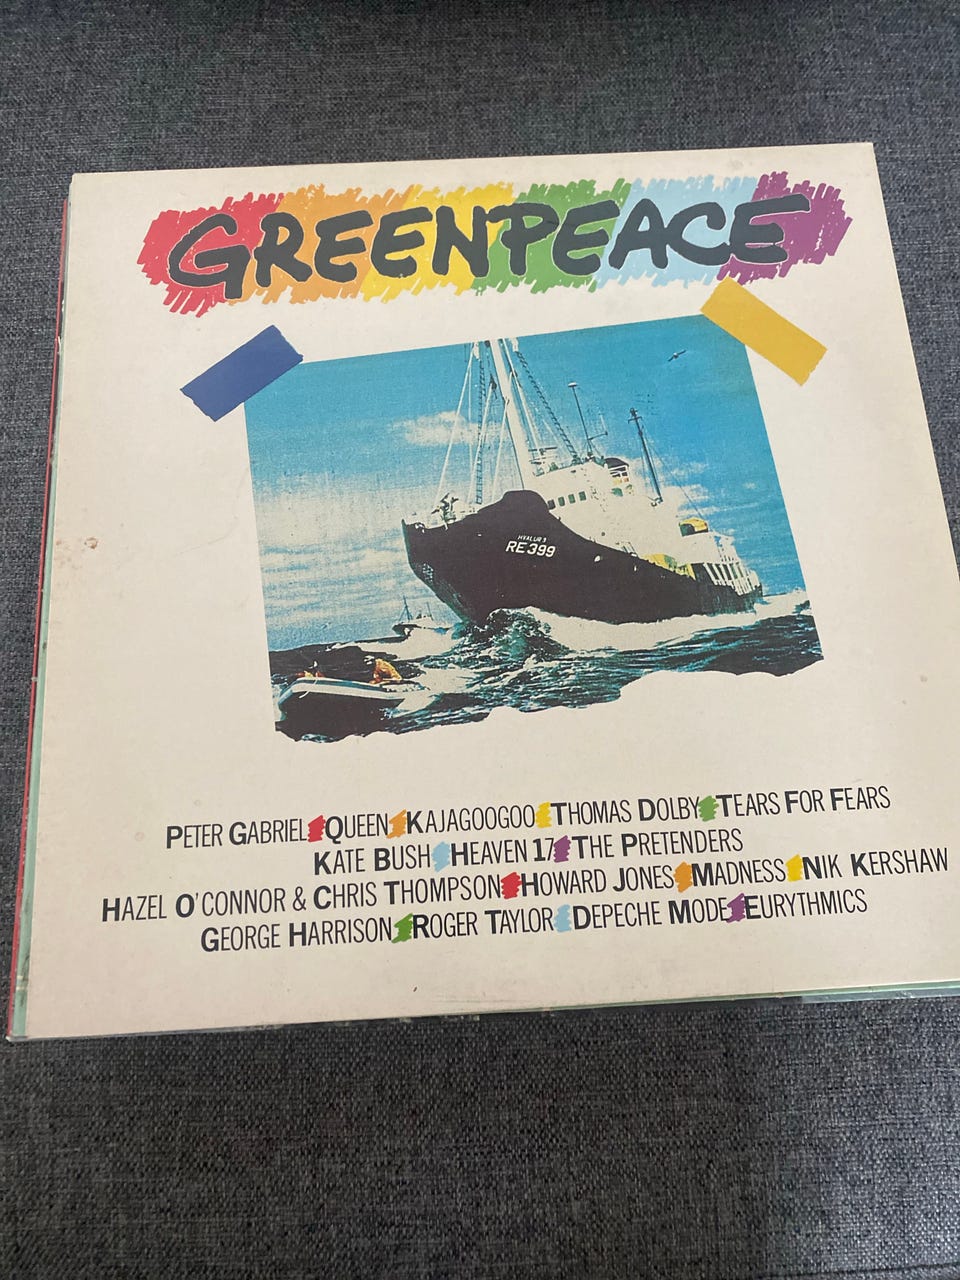 GREENPEACE
HVALUR 9
RE 399
PETER GABRIEL QUEEN KAJAGOOGOO THOMAS DOLBY TEARS FOR FEARS
KATE BUSH HEAVEN 17 THE PRETENDERS
HAZEL O'CONNOR & CHRIS THOMPSON HOWARD JONES MADNESS NIK KERSHAW
GEORGE HARRISON ROGER TAYLOR DEPECHE MODE EURYTHMICS